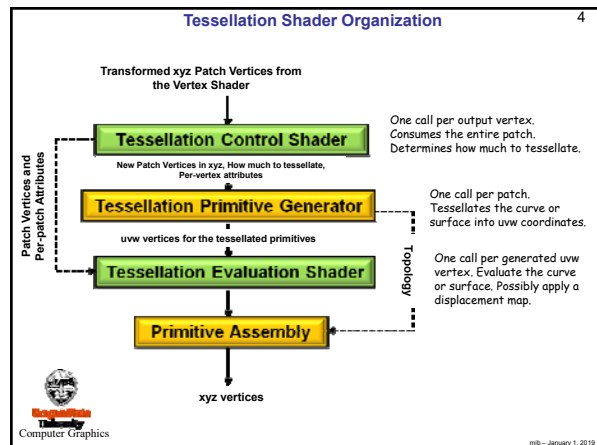 Tessellation Shader Organization
4
Transformed xyz Patch Vertices from
the Vertex Shader
Tessellation Control Shader
One call per output vertex.
Consumes the entire patch.
Determines how much to tessellate.
Patch Vertices and
Per-patch Attributes
New Patch Vertices in xyz, How much to tessellate,
Per-vertex attributes
Tessellation Primitive Generator
One call per patch.
Tessellates the curve or
surface into uvw coordinates.
uvw vertices for the tessellated primitives
Topology
Tessellation Evaluation Shader
One call per generated uvw
vertex. Evaluate the curve
or surface. Possibly apply a
displacement map.
Primitive Assembly
xyz vertices
Oregon State
University
Computer Graphics
mjb – January 1, 2019